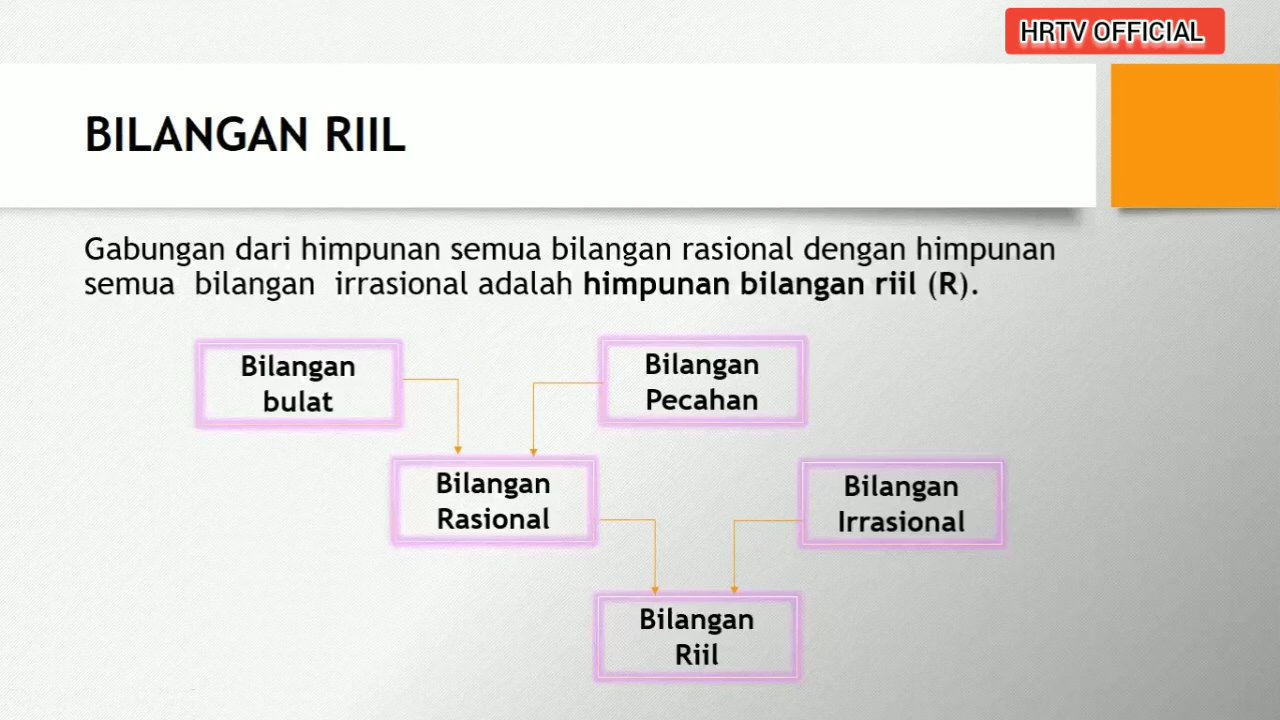 HRTV OFFICIAL
BILANGAN RIIL
Gabungan dari himpunan semua bilangan rasional dengan himpunan
semua bilangan irrasional adalah himpunan bilangan riil (R).
Bilangan
bulat
Bilangan
Pecahan
Bilangan
Rasional
Bilangan
Irrasional
Bilangan
Riil